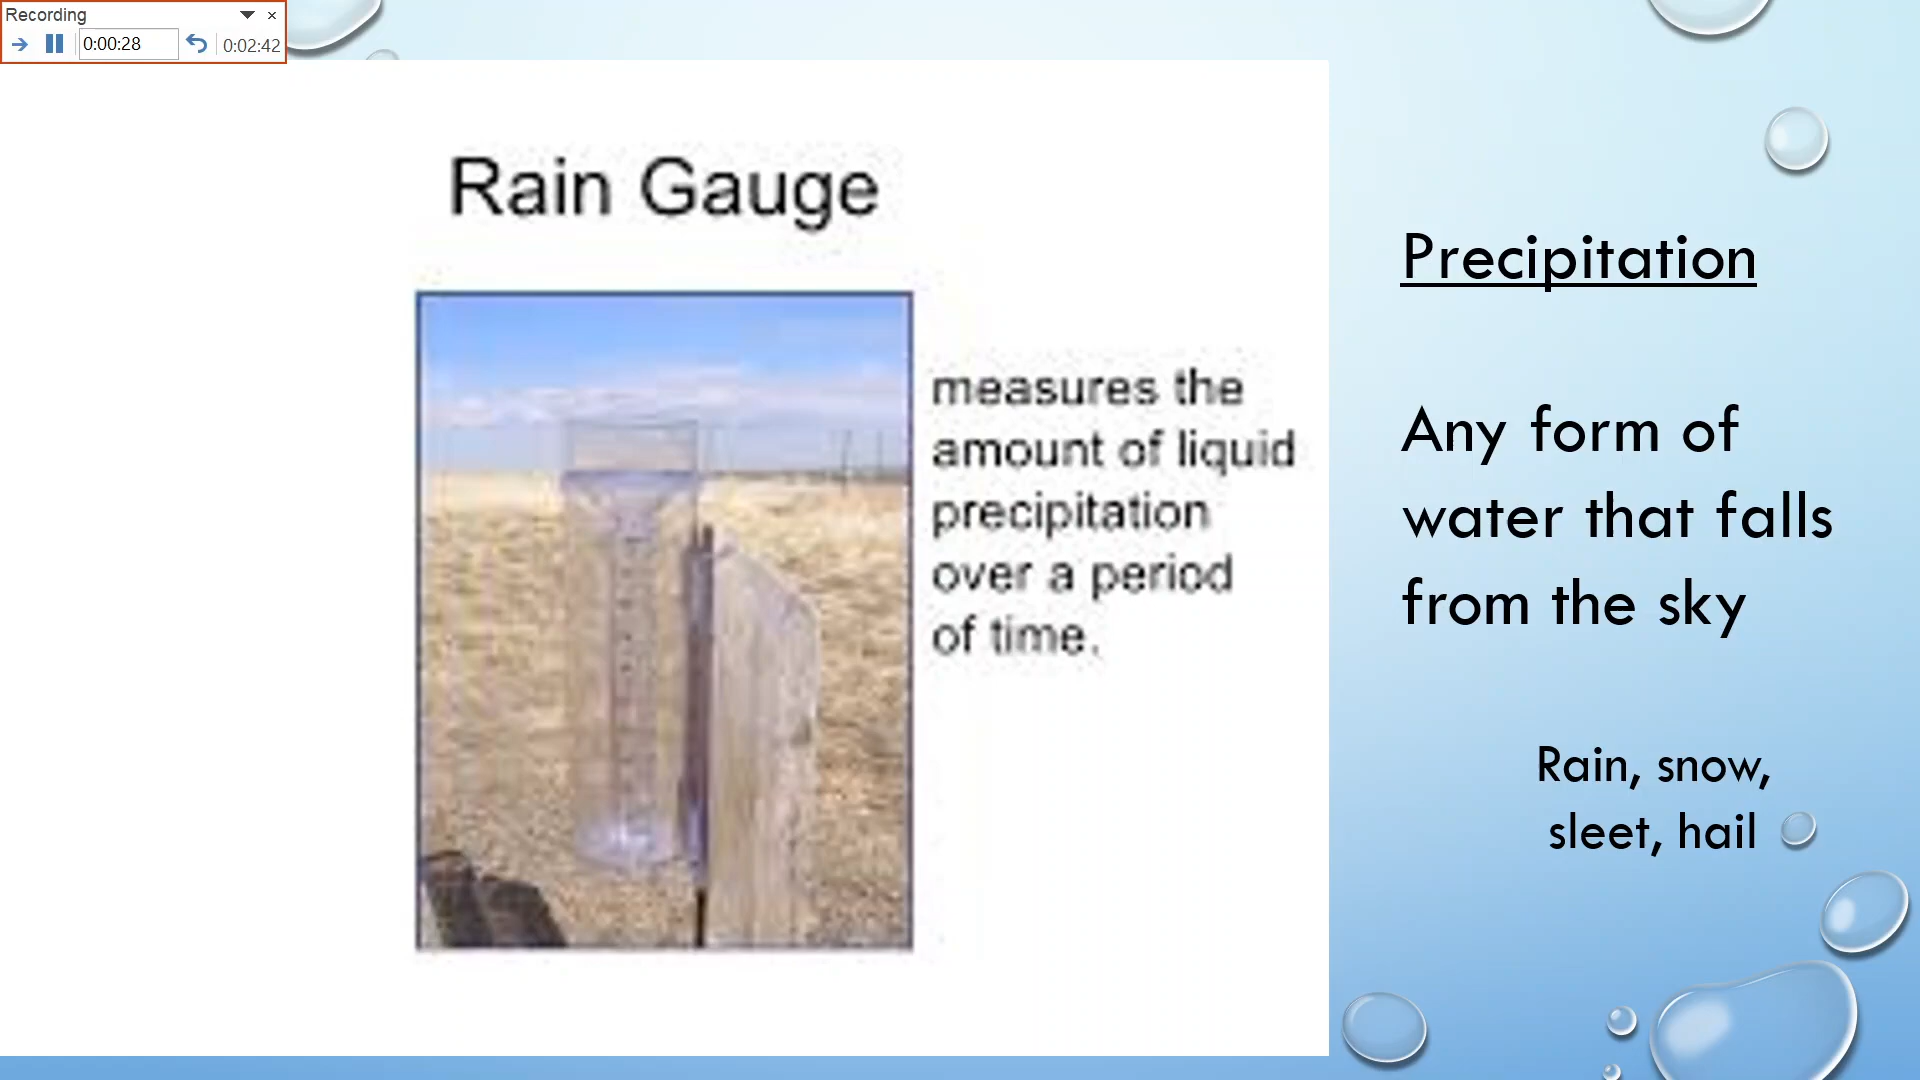 Recording
0:00:28
0:02:42
Rain Gauge
measures the
amount of liquid
precipitation
over a period
of time.
Precipitation
Any form of
water that falls
from the sky
Rain, snow,
sleet, hail